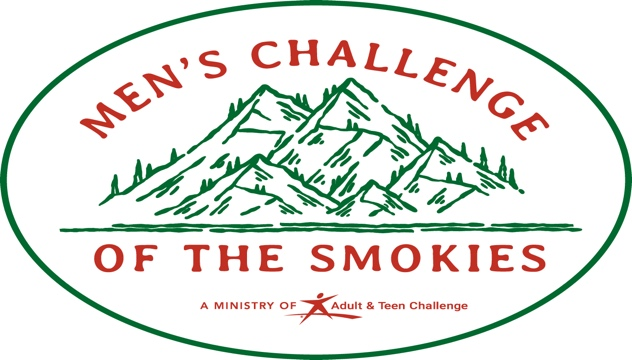 MEN'S CHALLENGE
OF THE SMOKIES
A MINISTRY OF Adult & Teen Challenge